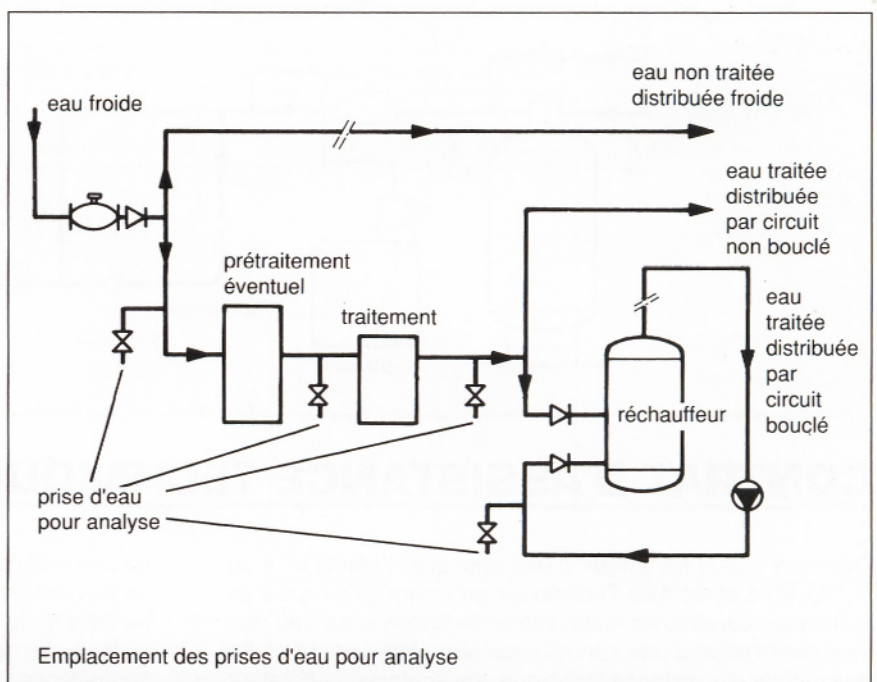 eau froide
eau non traitée
distribuée froide
eau traitée
distribuée
par circuit
non bouclé
prétraitement
éventuel
traitement
eau
traitée
distribuée
par
circuit
bouclé
réchauffeur
prise d'eau
pour analyse
Emplacement des prises d'eau pour analyse